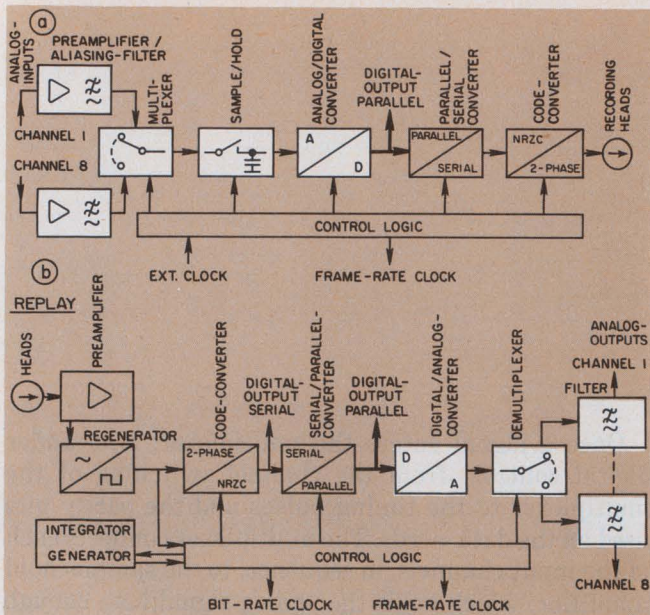 a
ANALOG-
INPUTS
PREAMPLIFIER /
ALIASING-FILTER
CHANNEL 1
CHANNEL 8
MULTI-
PLEXER
SAMPLE/HOLD
ANALOG/DIGITAL
CONVERTER
A
D
DIGITAL-
OUTPUT
PARALLEL
PARALLEL/
SERIAL
CONVERTER
PARALLEL
SERIAL
CODE-
CONVERTER
NRZC
2-PHASE
RECORDING
HEADS
CONTROL LOGIC
EXT. CLOCK
FRAME-RATE CLOCK
b
REPLAY
HEADS
PREAMPLIFIER
REGENERATOR
INTEGRATOR
GENERATOR
CODE-CONVERTER
2-PHASE
NRZC
DIGITAL-
OUTPUT
SERIAL
SERIAL/PARALLEL-
CONVERTER
SERIAL
PARALLEL
DIGITAL-
OUTPUT
PARALLEL
DIGITAL/ANALOG-
CONVERTER
D
A
DEMULTIPLEXER
ANALOG-
OUTPUTS
CHANNEL 1
FILTER
CHANNEL 8
CONTROL LOGIC
BIT-RATE CLOCK
FRAME-RATE CLOCK